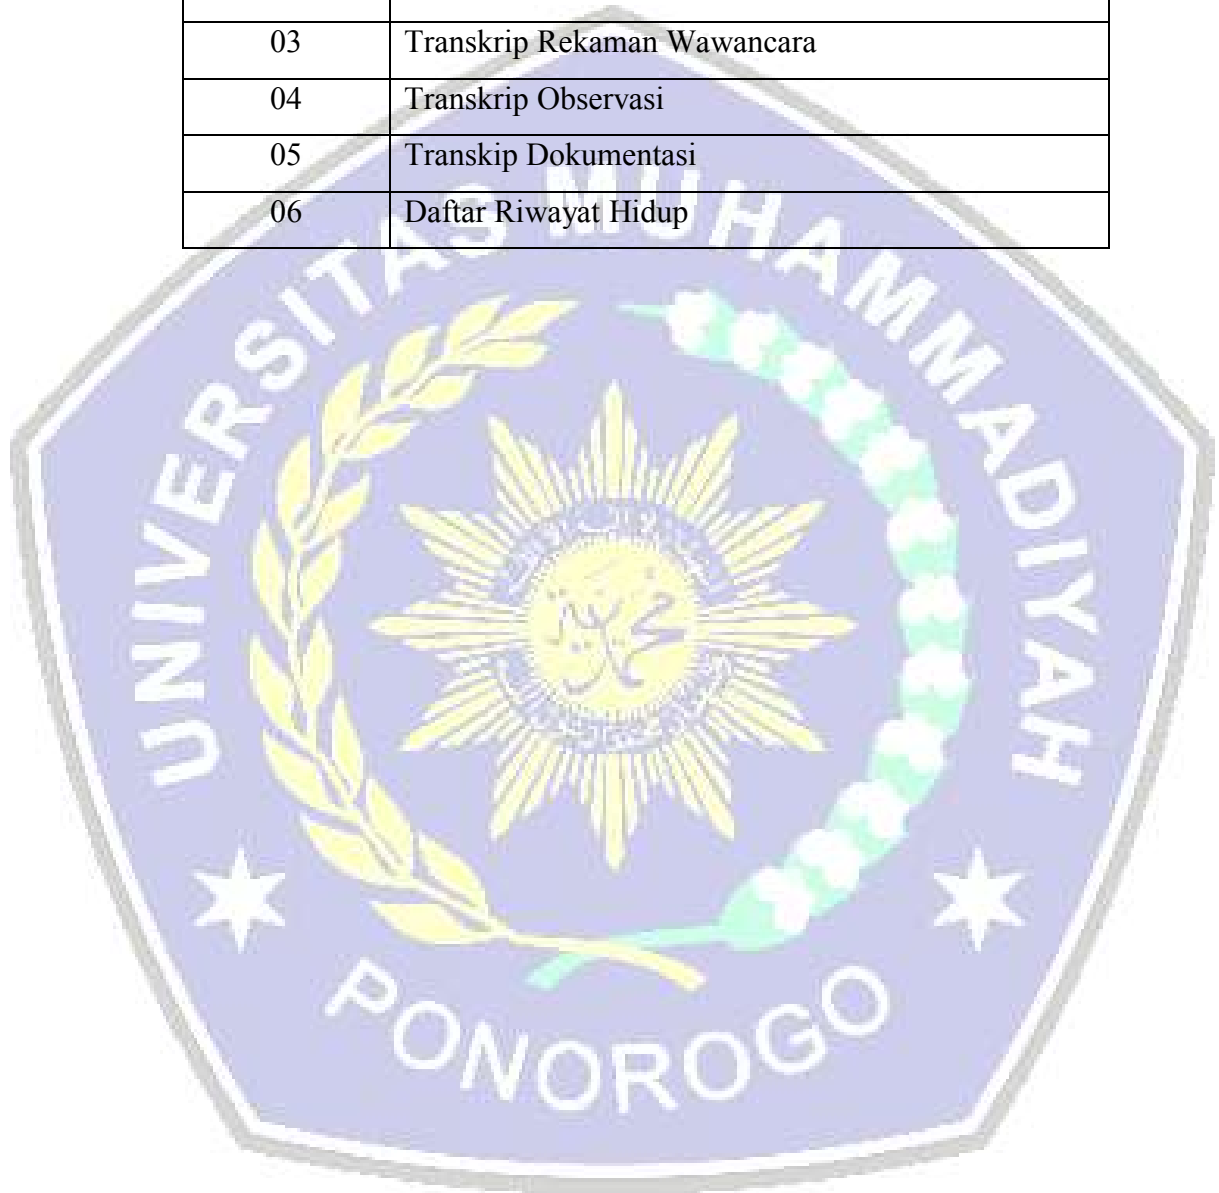 03 Transkrip Rekaman Wawancara
04 Transkrip Observasi
05 Transkip Dokumentasi
06 Daftar Riwayat Hidup
UNIVERSITAS MUHAMMADIYAH
PONOROGO